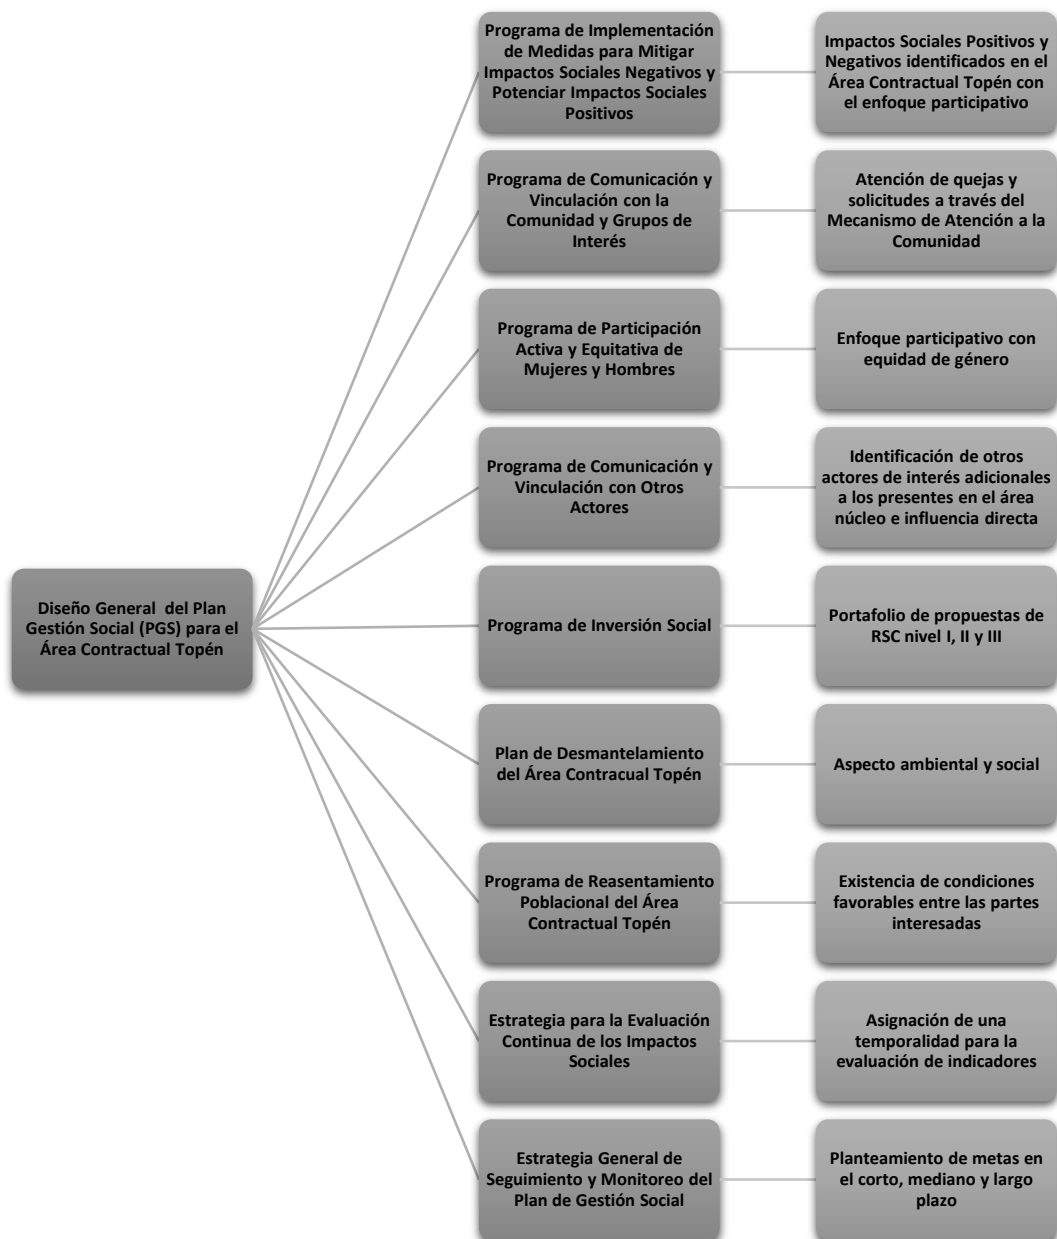 Programa de Implementación
de Medidas para Mitigar
Impactos Sociales Negativos y
Potenciar Impactos Sociales
Positivos
Impactos Sociales Positivos y
Negativos identificados en el
Área Contractual Topén con
el enfoque participativo
Programa de Comunicación y
Vinculación con la
Comunidad y Grupos de
Interés
Atención de quejas y
solicitudes a través del
Mecanismo de Atención a la
Comunidad
Programa de Participación
Activa y Equitativa de
Mujeres y Hombres
Enfoque participativo con
equidad de género
Programa de Comunicación y
Vinculación con Otros
Actores
Identificación de otros
actores de interés adicionales
a los presentes en el área
núcleo e influencia directa
Diseño General del Plan
Gestión Social (PGS) para el
Área Contractual Topén
Programa de Inversión Social
Portafolio de propuestas de
RSC nivel I, II y III
Plan de Desmantelamiento
del Área Contracual Topén
Aspecto ambiental y social
Programa de Reasentamiento
Poblacional del Área
Contractual Topén
Existencia de condiciones
favorables entre las partes
interesadas
Estrategia para la Evaluación
Continua de los Impactos
Sociales
Asignación de una
temporalidad para la
evaluación de indicadores
Estrategia General de
Seguimiento y Monitoreo del
Plan de Gestión Social
Planteamiento de metas en
el corto, mediano y largo
plazo